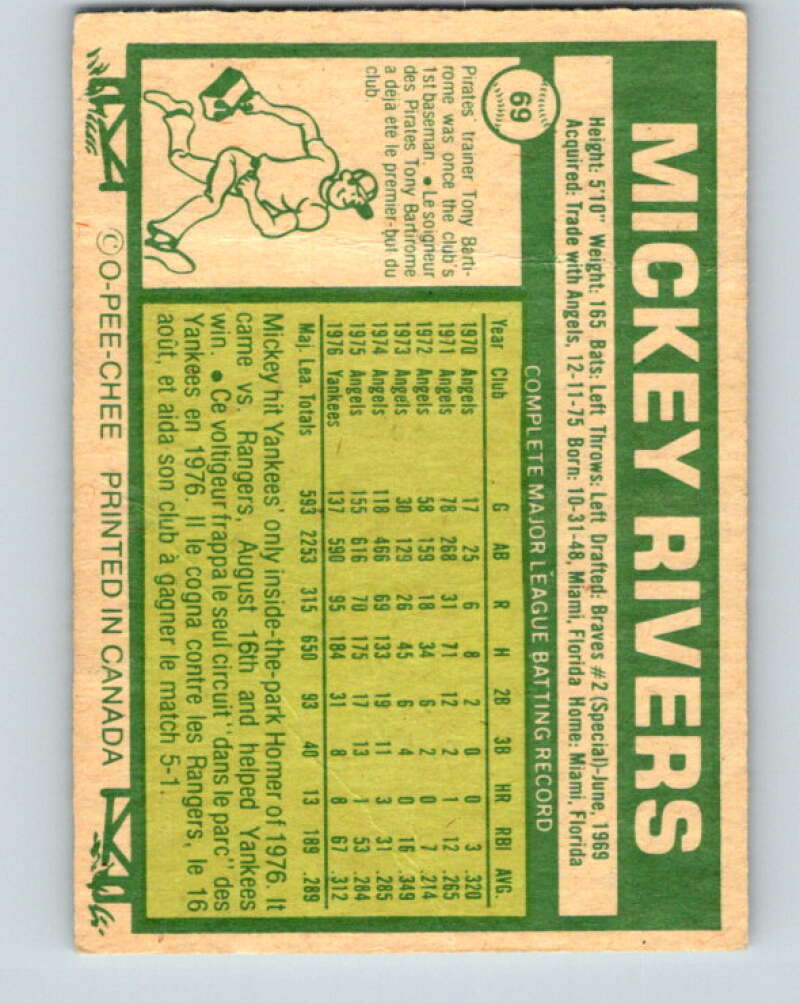 MICKEY RIVERS
69
Height: 5'10" Weight: 165 Bats: Left Throws: Left Drafted: Braves #2 (Special)-June, 1969
Acquired: Trade with Angels, 12-11-75 Born: 10-31-48, Miami, Florida Home: Miami, Florida
Pirates' trainer Tony Barti-
rome was once the club's
1st baseman. • Le soigneur
des Pirates Tony Bartirome
a déja été le premier-but du
club.
COMPLETE MAJOR LEAGUE BATTING RECORD
Year Club G AB R H 2B 3B HR RBI AVG.
1970 Angels 17 25 6 8 2 0 0 3 .320
1971 Angels 78 268 31 71 12 2 1 12 .265
1972 Angels 58 159 18 34 6 2 0 7 .214
1973 Angels 30 129 26 45 6 4 0 16 .349
1974 Angels 118 466 69 133 19 11 3 31 .285
1975 Angels 155 616 70 175 17 13 1 53 .284
1976 Yankees 137 590 95 184 31 8 8 67 .312
Maj. Lea. Totals 593 2253 315 650 93 40 13 189 .289
Mickey hit Yankees' only inside-the-park Homer of 1976. It
came vs. Rangers, August 16th and helped Yankees
win. • Ce voltigeur frappa le seul circuit "dans le parc" des
Yankees en 1976. Il le cogna contre les Rangers, le 16
août, et aida son club à gagner le match 5-1.
© O-PEE-CHEE PRINTED IN CANADA